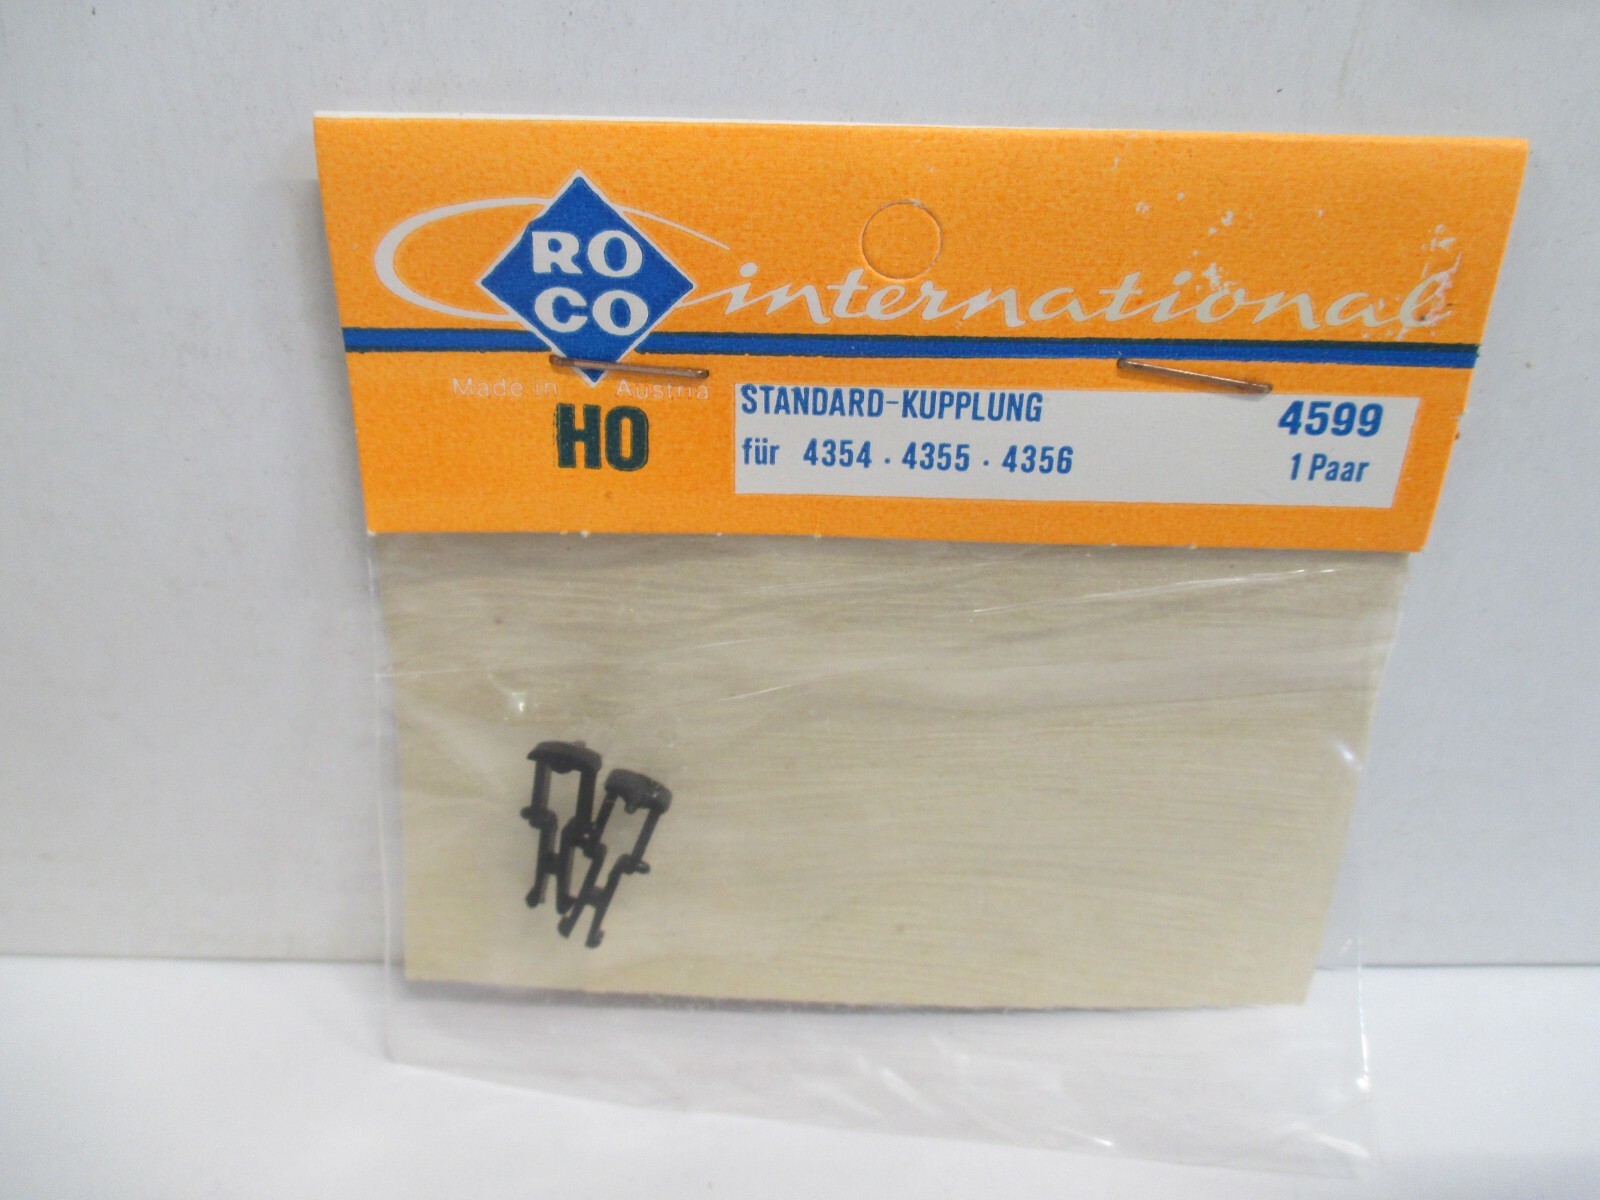 RO
CO
international
Made in Austria
HO
STANDARD-KUPPLUNG
für 4354 . 4355 . 4356
4599
1 Paar